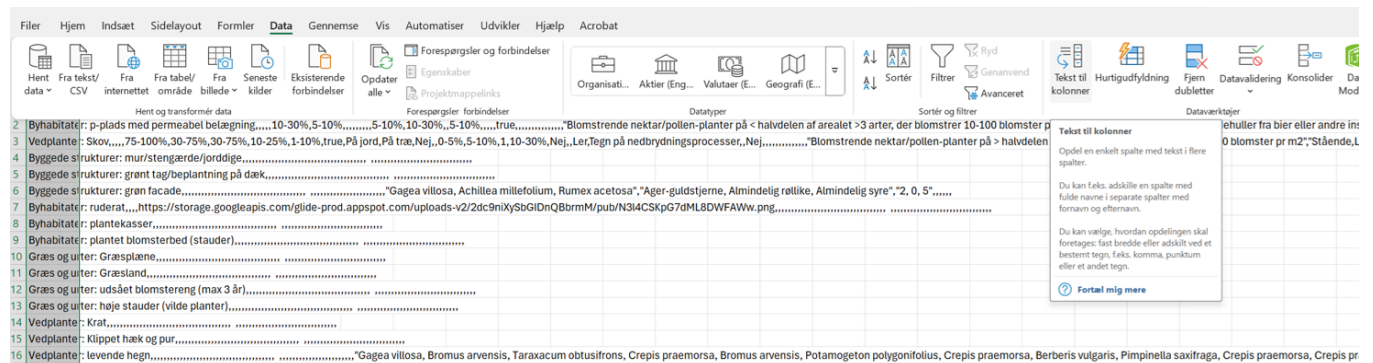 Filer Hjem Indsæt Sidelayout Formler Data Gennemse Vis Automatiser Udvikler Hjælp Acrobat
Hent data Fra tekst/ CSV Fra internettet Fra tabel/ område Fra billede Seneste kilder Eksisterende forbindelser
Hent og transformér data
Opdater alle Forespørgsler og forbindelser
Egenskaber
Projektmappelinks
Forespørgsler forbindelser
Organisati... Aktier (Eng... Valutaer (E... Geografi (E...
Datatyper
Sortér Filtrer Ryd
Genanvend
Avanceret
Sortér og filtrer
Tekst til kolonner Hurtigudfyldning Fjern dubletter Datavalidering Konsolider
Dataværktøjer
2 Byhabitater: p-plads med permeabel belægning,,,,,10-30%,5-10%,,,,,,,,,5-10%,10-30%,,5-10%,,,,,true,,,,,,,,,,,,,,"Blomstrende nektar/pollen-planter på < halvdelen af arealet >3 arter, der blomstrer 10-100 blomster
3 Vedplanter: Skov,,,,,75-100%,30-75%,30-75%,10-25%,1-10%,true,På jord,På træ,Nej,,0-5%,5-10%,1,10-30%,Nej,,Ler,Tegn på nedbrydningsprocesser,,Nej,,,,,,,,,,,,,"Blomstrende nektar/pollen-planter på > halvdelen
4 Byggede strukturer: mur/stengærde/jorddige,,,,,,,,,,,,,,,,,,,,,,,,,,,,,,,,,, ,,,,,,,,,,,,,,,,,,,,,,,,,,,,
5 Byggede strukturer: grønt tag/beplantning på dæk,,,,,,,,,,,,,,,,,,,,,,,,,,,,,,,,,, ,,,,,,,,,,,,,,,,,,,,,,,,,,,,
6 Byggede strukturer: grøn facade,,,,,,,,,,,,,,,,,,,,,,,,,,,,,,,,,, ,,,,,,,,,,,,,,,,,,,,"Gagea villosa, Achillea millefolium, Rumex acetosa","Ager-guldstjerne, Almindelig røllike, Almindelig syre","2, 0, 5",,,,,,
7 Byhabitater: ruderat,,,,https://storage.googleapis.com/glide-prod.appspot.com/uploads-v2/2dc9niXySbGIDnQBbrmM/pub/N3I4CSKpG7dML8DWFAWw.png,,,,,,,,,,,,,,,,,,,,,,,,,,,,,, ,,,,,,,,,,,,,,,,,,,,,,,,,,,,
8 Byhabitater: plantekasser,,,,,,,,,,,,,,,,,,,,,,,,,,,,,,,,,, ,,,,,,,,,,,,,,,,,,,,,,,,,,,,
9 Byhabitater: plantet blomsterbed (stauder),,,,,,,,,,,,,,,,,,,,,,,,,,,,,,,,,, ,,,,,,,,,,,,,,,,,,,,,,,,,,,,
10 Græs og urter: Græsplæne,,,,,,,,,,,,,,,,,,,,,,,,,,,,,,,,,, ,,,,,,,,,,,,,,,,,,,,,,,,,,,,
11 Græs og urter: Græsland,,,,,,,,,,,,,,,,,,,,,,,,,,,,,,,,,, ,,,,,,,,,,,,,,,,,,,,,,,,,,,,
12 Græs og urter: udsået blomstereng (max 3 år),,,,,,,,,,,,,,,,,,,,,,,,,,,,,,,,,, ,,,,,,,,,,,,,,,,,,,,,,,,,,,,
13 Græs og urter: høje stauder (vilde planter),,,,,,,,,,,,,,,,,,,,,,,,,,,,,,,,,, ,,,,,,,,,,,,,,,,,,,,,,,,,,,,
14 Vedplanter: Krat,,,,,,,,,,,,,,,,,,,,,,,,,,,,,,,,,, ,,,,,,,,,,,,,,,,,,,,,,,,,,,,
15 Vedplanter: Klippet hæk og pur,,,,,,,,,,,,,,,,,,,,,,,,,,,,,,,,,, ,,,,,,,,,,,,,,,,,,,,,,,,,,,,
16 Vedplanter: levende hegn,,,,,,,,,,,,,,,,,,,,,,,,,,,,,,,,,, ,,,,,,,,,,,,,,,,,,,,"Gagea villosa, Bromus arvensis, Taraxacum obtusifrons, Crepis praemorsa, Bromus arvensis, Potamogeton polygonifolius, Crepis praemorsa, Berberis vulgaris, Pimpinella saxifraga, Crepis praemorsa, Crepis
Tekst til kolonner
Opdel en enkelt spalte med tekst i flere
spalter.
Du kan f.eks. adskille en spalte med
fulde navne i separate spalter med
fornavn og efternavn.
Du kan vælge, hvordan opdelingen skal
foretages: fast bredde eller adskilt ved et
bestemt tegn, f.eks. komma, punktum
eller et andet tegn.
Fortæl mig mere